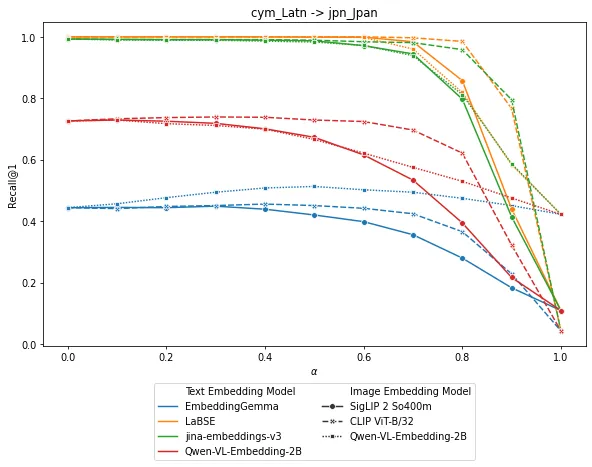 cym_Latn -> jpn_Jpan
Recall@1
1.0
0.8
0.6
0.4
0.2
0.0
0.0 0.2 0.4 0.6 0.8 1.0
α
Text Embedding Model
EmbeddingGemma
LaBSE
jina-embeddings-v3
Qwen-VL-Embedding-2B
Image Embedding Model
SigLIP 2 So400m
CLIP ViT-B/32
Qwen-VL-Embedding-2B